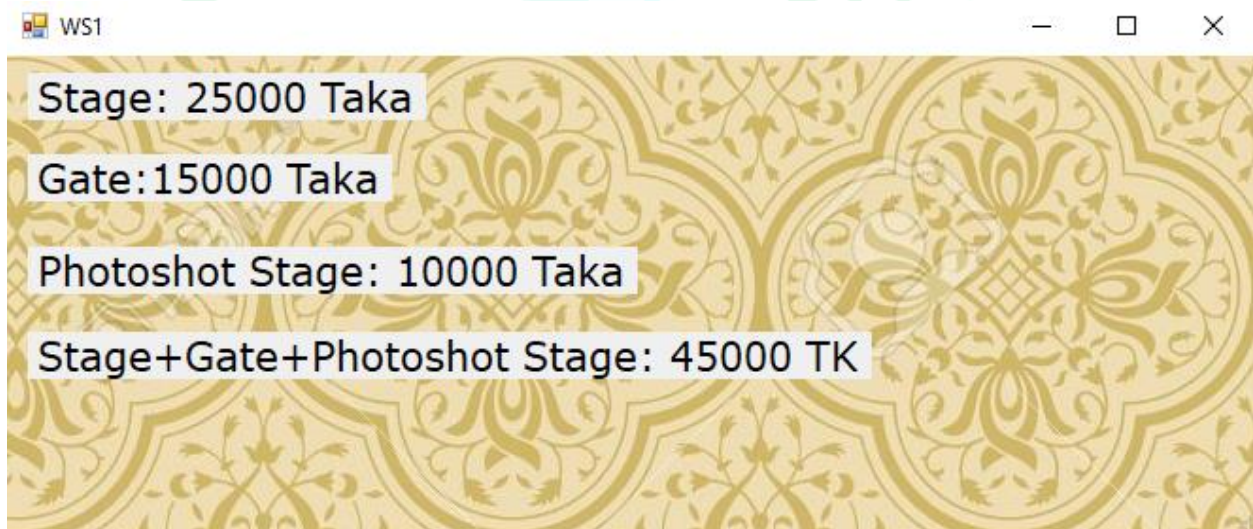 WS1
Stage: 25000 Taka
Gate:15000 Taka
Photoshot Stage: 10000 Taka
Stage+Gate+Photoshot Stage: 45000 TK